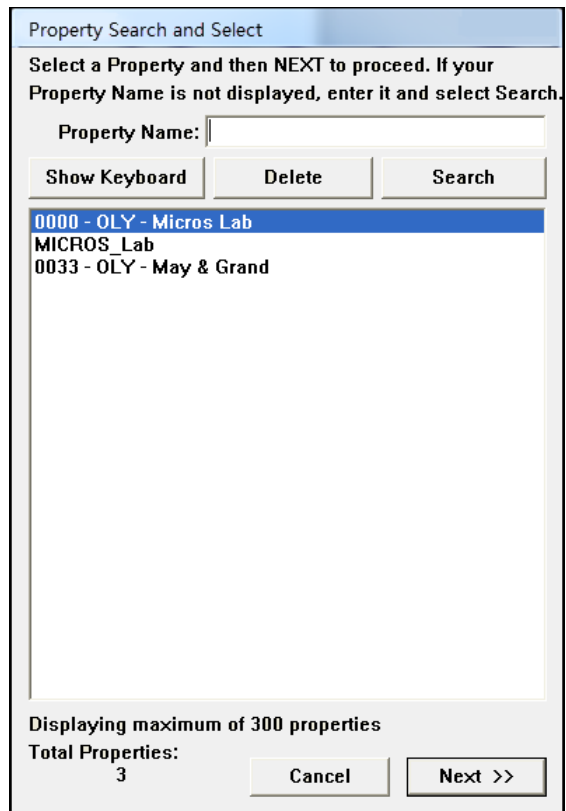 Property Search and Select
Select a Property and then NEXT to proceed. If your
Property Name is not displayed, enter it and select Search.
Property Name:
Show Keyboard Delete Search
0000 - OLY - Micros Lab
MICROS_Lab
0033 - OLY - May & Grand
Displaying maximum of 300 properties
Total Properties:
3
Cancel Next >>